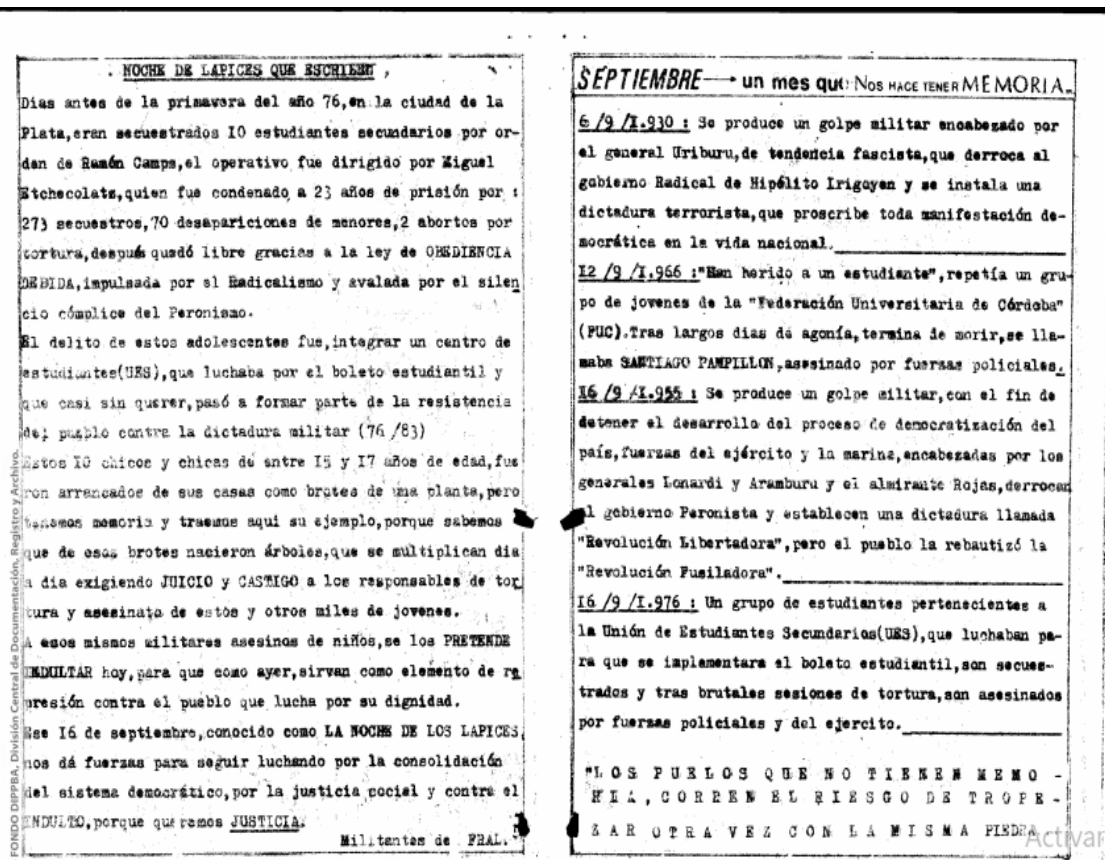 . NOCHE DE LAPICES QUE ESCRIBEN ,
Dias antes de la primavera del año 76,en la ciudad de la
Plata,eran secuestrados I0 estudiantes secundarios por or-
den de Ramón Camps,el operativo fue dirigido por Miguel
Etchecolats,quien fue condenado a 23 años de prisión por :
273 secuestros,70 desapariciones de menores,2 abortos por
tortura,después quedó libre gracias a la ley de OBEDIENCIA
DEBIDA,impulsada por el Radicalismo y avalada por el silen
cio cómplice del Peronismo.
El delito de estos adolescentes fue,integrar un centro de
estudiantes(UES),que luchaba por el boleto estudiantil y
que casi sin querer,pasó a formar parte de la resistencia
del pueblo contra la dictadura militar (76/83)
Estos I0 chicos y chicas de entre I5 y I7 años de edad,fue
ron arrancados de sus casas como brotes de una planta,pero
tenemos memoria y traemos aqui su ejemplo,porque sabemos
que de esos brotes nacieron árboles,que se multiplican dia
a dia exigiendo JUICIO y CASTIGO a los responsables de tor
tura y asesinato de estos y otros miles de jovenes.
A esos mismos militares asesinos de niños,se los PRETENDE
INDULTAR hoy,para que como ayer,sirvan como elemento de re
presión contra el pueblo que lucha por su dignidad.
Ese I6 de septiembre,conocido como LA NOCHE DE LOS LAPICES,
nos dá fuerzas para seguir luchando por la consolidación
del sistema democrático,por la justicia social y contra el
INDULTO,porque queremos JUSTICIA.
Militantes de FRAL.
SEPTIEMBRE → un mes que NOS HACE TENER MEMORIA.
6 /9 /I.930 : Se produce un golpe militar encabezado por
el general Uriburu,de tendencia fascista,que derroca al
gobierno Radical de Hipólito Irigoyen y se instala una
dictadura terrorista,que proscribe toda manifestación de-
mocrática en la vida nacional.
I2 /9 /I.966 :"Han herido a un estudiante",repetía un gru-
po de jovenes de la "Federación Universitaria de Córdoba"
(FUC).Tras largos dias de agonía,termina de morir,se lla-
maba SANTIAGO PAMPILLON,asesinado por fuerzas policiales.
I6 /9 /I.955 : Se produce un golpe militar,con el fin de
detener el desarrollo del proceso de democratización del
país,fuerzas del ejército y la marina,encabezadas por los
generales Lonardi y Aramburu y el almirante Rojas,derrocan
al gobierno Peronista y establecen una dictadura llamada
"Revolución Libertadora",pero el pueblo la rebautizó la
"Revolución Fusiladora".
I6 /9 /I.976 : Un grupo de estudiantes pertenecientes a
la Unión de Estudiantes Secundarios(UES),que luchaban pa-
ra que se implementara el boleto estudiantil,son secues-
trados y tras brutales sesiones de tortura,son asesinados
por fuerzas policiales y del ejercito.
"LOS PUEBLOS QUE NO TIENEN MEMO -
RIA, CORREN EL RIESGO DE TROPE-
ZAR OTRA VEZ CON LA MISMA PIEDRA
FONDO DIPPBA, División Central de Documentación, Registro y Archivo.
Activar